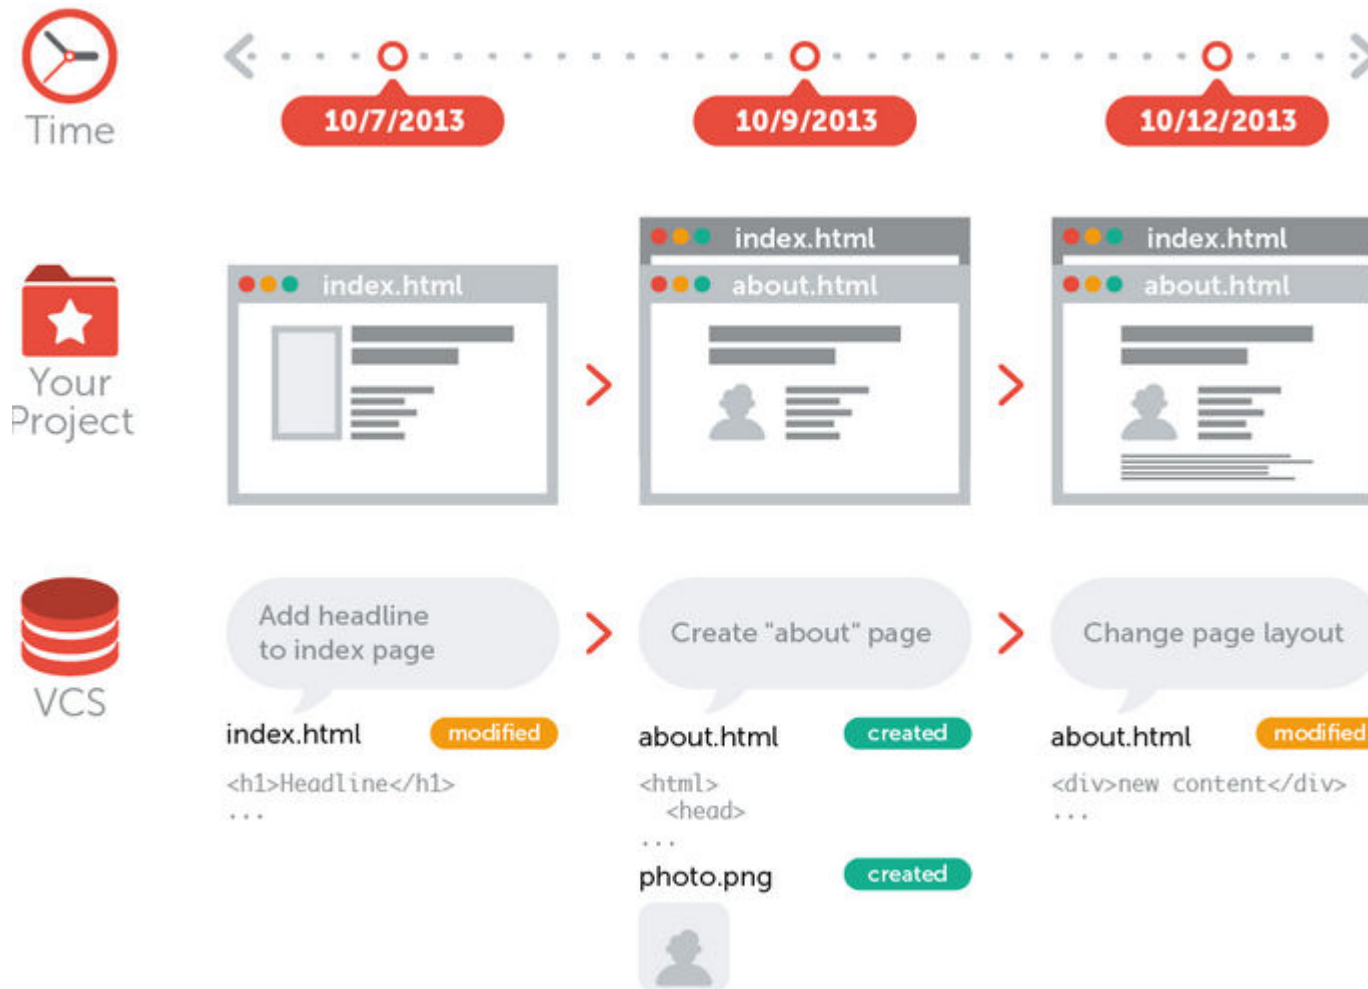 Time
10/7/2013
10/9/2013
10/12/2013
Your
Project
index.html
index.html
about.html
index.html
about.html
VCS
Add headline
to index page
Create "about" page
Change page layout
index.html
modified
<h1>Headline</h1>
...
about.html
created
<html>
<head>
...
photo.png
created
about.html
modified
<div>new content</div>
...